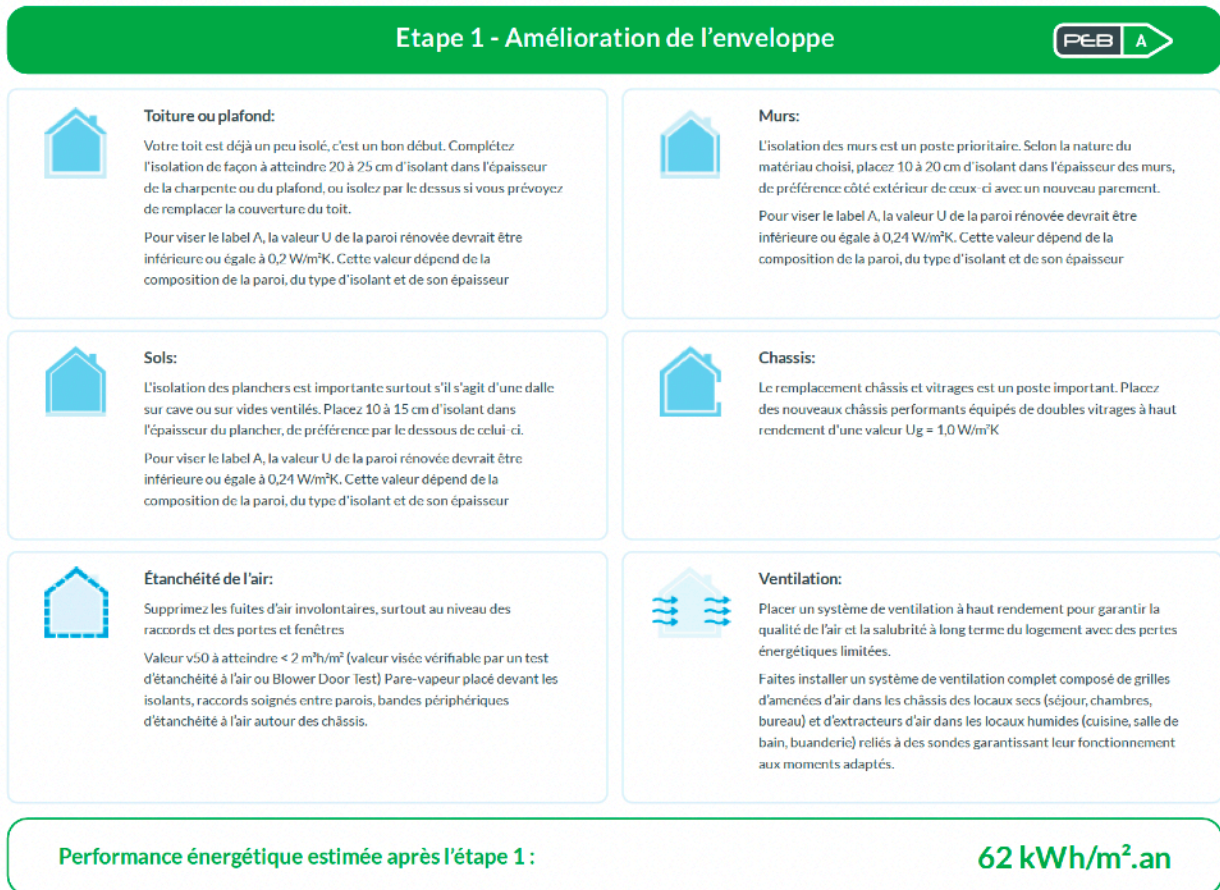 Etape 1 - Amélioration de l'enveloppe
PEB A
Toiture ou plafond:
Votre toit est déjà un peu isolé, c'est un bon début. Complétez
l'isolation de façon à atteindre 20 à 25 cm d'isolant dans l'épaisseur
de la charpente ou du plafond, ou isolez par le dessus si vous prévoyez
de remplacer la couverture du toit.
Pour viser le label A, la valeur U de la paroi rénovée devrait être
inférieure ou égale à 0,2 W/m²K. Cette valeur dépend de la
composition de la paroi, du type d'isolant et de son épaisseur
Murs:
L'isolation des murs est un poste prioritaire. Selon la nature du
matériau choisi, placez 10 à 20 cm d'isolant dans l'épaisseur des murs,
de préférence côté extérieur de ceux-ci avec un nouveau parement.
Pour viser le label A, la valeur U de la paroi rénovée devrait être
inférieure ou égale à 0,24 W/m²K. Cette valeur dépend de la
composition de la paroi, du type d'isolant et de son épaisseur
Sols:
L'isolation des planchers est importante surtout s'il s'agit d'une dalle
sur cave ou sur vides ventilés. Placez 10 à 15 cm d'isolant dans
l'épaisseur du plancher, de préférence par le dessous de celui-ci.
Pour viser le label A, la valeur U de la paroi rénovée devrait être
inférieure ou égale à 0,24 W/m²K. Cette valeur dépend de la
composition de la paroi, du type d'isolant et de son épaisseur
Chassis:
Le remplacement châssis et vitrages est un poste important. Placez
des nouveaux châssis performants équipés de doubles vitrages à haut
rendement d'une valeur Ug = 1,0 W/m²K
Étanchéité de l'air:
Supprimez les fuites d'air involontaires, surtout au niveau des
raccords et des portes et fenêtres
Valeur v50 à atteindre < 2 m³h/m² (valeur visée vérifiable par un test
d'étanchéité à l'air ou Blower Door Test) Pare-vapeur placé devant les
isolants, raccords soignés entre parois, bandes périphériques
d'étanchéité à l'air autour des châssis.
Ventilation:
Placer un système de ventilation à haut rendement pour garantir la
qualité de l'air et la salubrité à long terme du logement avec des pertes
énergétiques limitées.
Faites installer un système de ventilation complet composé de grilles
d'amenées d'air dans les châssis des locaux secs (séjour, chambres,
bureau) et d'extracteurs d'air dans les locaux humides (cuisine, salle de
bain, buanderie) reliés à des sondes garantissant leur fonctionnement
aux moments adaptés.
Performance énergétique estimée après l'étape 1 :
62 kWh/m².an